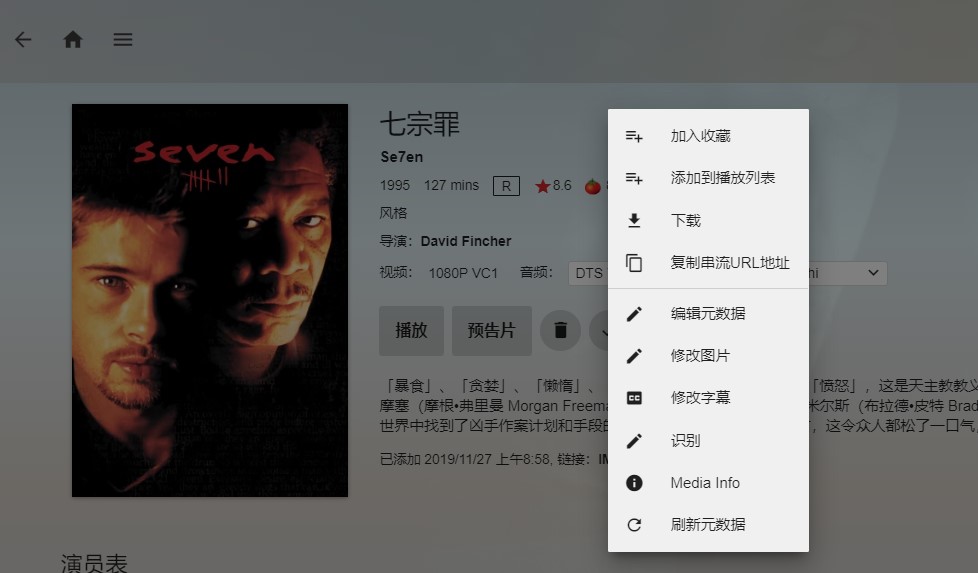 seven
七宗罪
Se7en
1995 127 mins R 8.6
风格
导演: David Fincher
视频: 1080P VC1 音频: DTS hi
播放 预告片
「暴食」、「贪婪」、「懒惰」、 「愤怒」，这是天主教教义
摩塞（摩根•弗里曼 Morgan Freema 米尔斯（布拉德•皮特 Brad
世界中找到了凶手作案计划和手段的 ，这令众人都松了一口气，
已添加 2019/11/27 上午8:58, 链接: IM
演员表
加入收藏
添加到播放列表
下载
复制串流URL地址
编辑元数据
修改图片
CC 修改字幕
识别
Media Info
刷新元数据